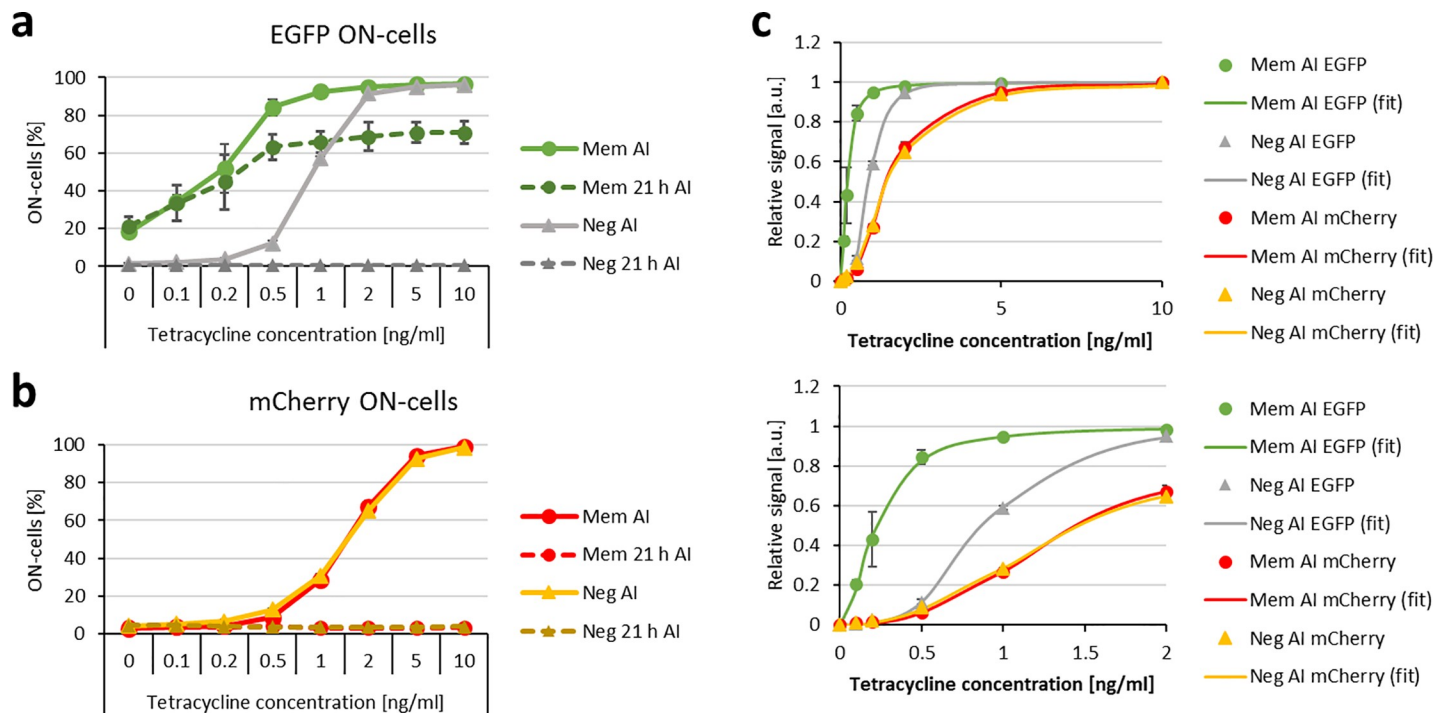 a
EGFP ON-cells
ON-cells [%]
100
80
60
40
20
0
0 0.1 0.2 0.5 1 2 5 10
Tetracycline concentration [ng/ml]
Mem AI
Mem 21 h AI
Neg AI
Neg 21 h AI
b
mCherry ON-cells
ON-cells [%]
100
80
60
40
20
0
0 0.1 0.2 0.5 1 2 5 10
Tetracycline concentration [ng/ml]
Mem AI
Mem 21 h AI
Neg AI
Neg 21 h AI
c
Relative signal [a.u.]
1.2
1
0.8
0.6
0.4
0.2
0
0 5 10
Tetracycline concentration [ng/ml]
Mem AI EGFP
Mem AI EGFP (fit)
Neg AI EGFP
Neg AI EGFP (fit)
Mem AI mCherry
Mem AI mCherry (fit)
Neg AI mCherry
Neg AI mCherry (fit)
Relative signal [a.u.]
1.2
1
0.8
0.6
0.4
0.2
0
0 0.5 1 1.5 2
Tetracycline concentration [ng/ml]
Mem AI EGFP
Mem AI EGFP (fit)
Neg AI EGFP
Neg AI EGFP (fit)
Mem AI mCherry
Mem AI mCherry (fit)
Neg AI mCherry
Neg AI mCherry (fit)